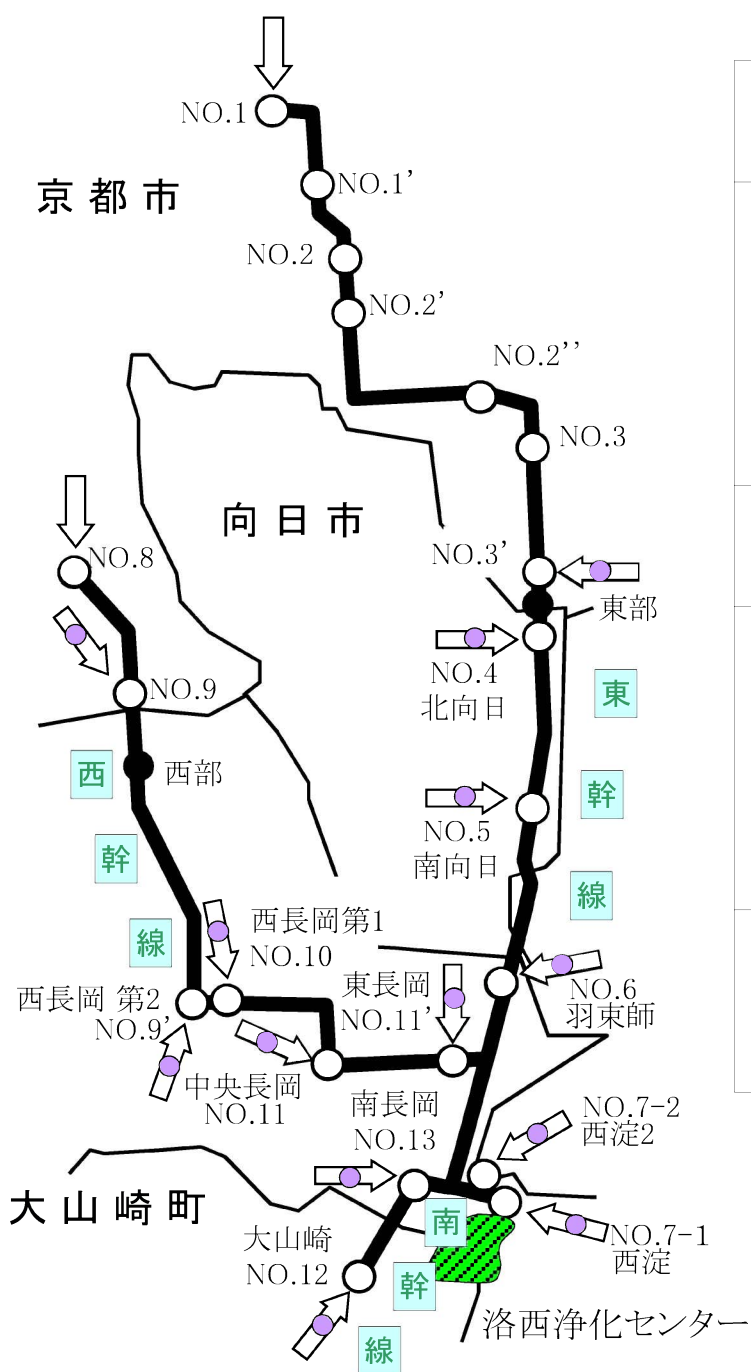 NO.1
京都市
NO.1'
NO.2
NO.2'
NO.2''
NO.3
向日市
NO.3'
東部
NO.8
NO.4
北向日
NO.9
東
幹
線
西部
西
幹
線
NO.5
南向日
西長岡第1
NO.10
東長岡
NO.11'
NO.6
羽束師
西長岡 第2
NO.9'
中央長岡
NO.11
南長岡
NO.13
NO.7-2
西淀2
大山崎町
南
幹
線
大山崎
NO.12
NO.7-1
西淀
洛西浄化センター